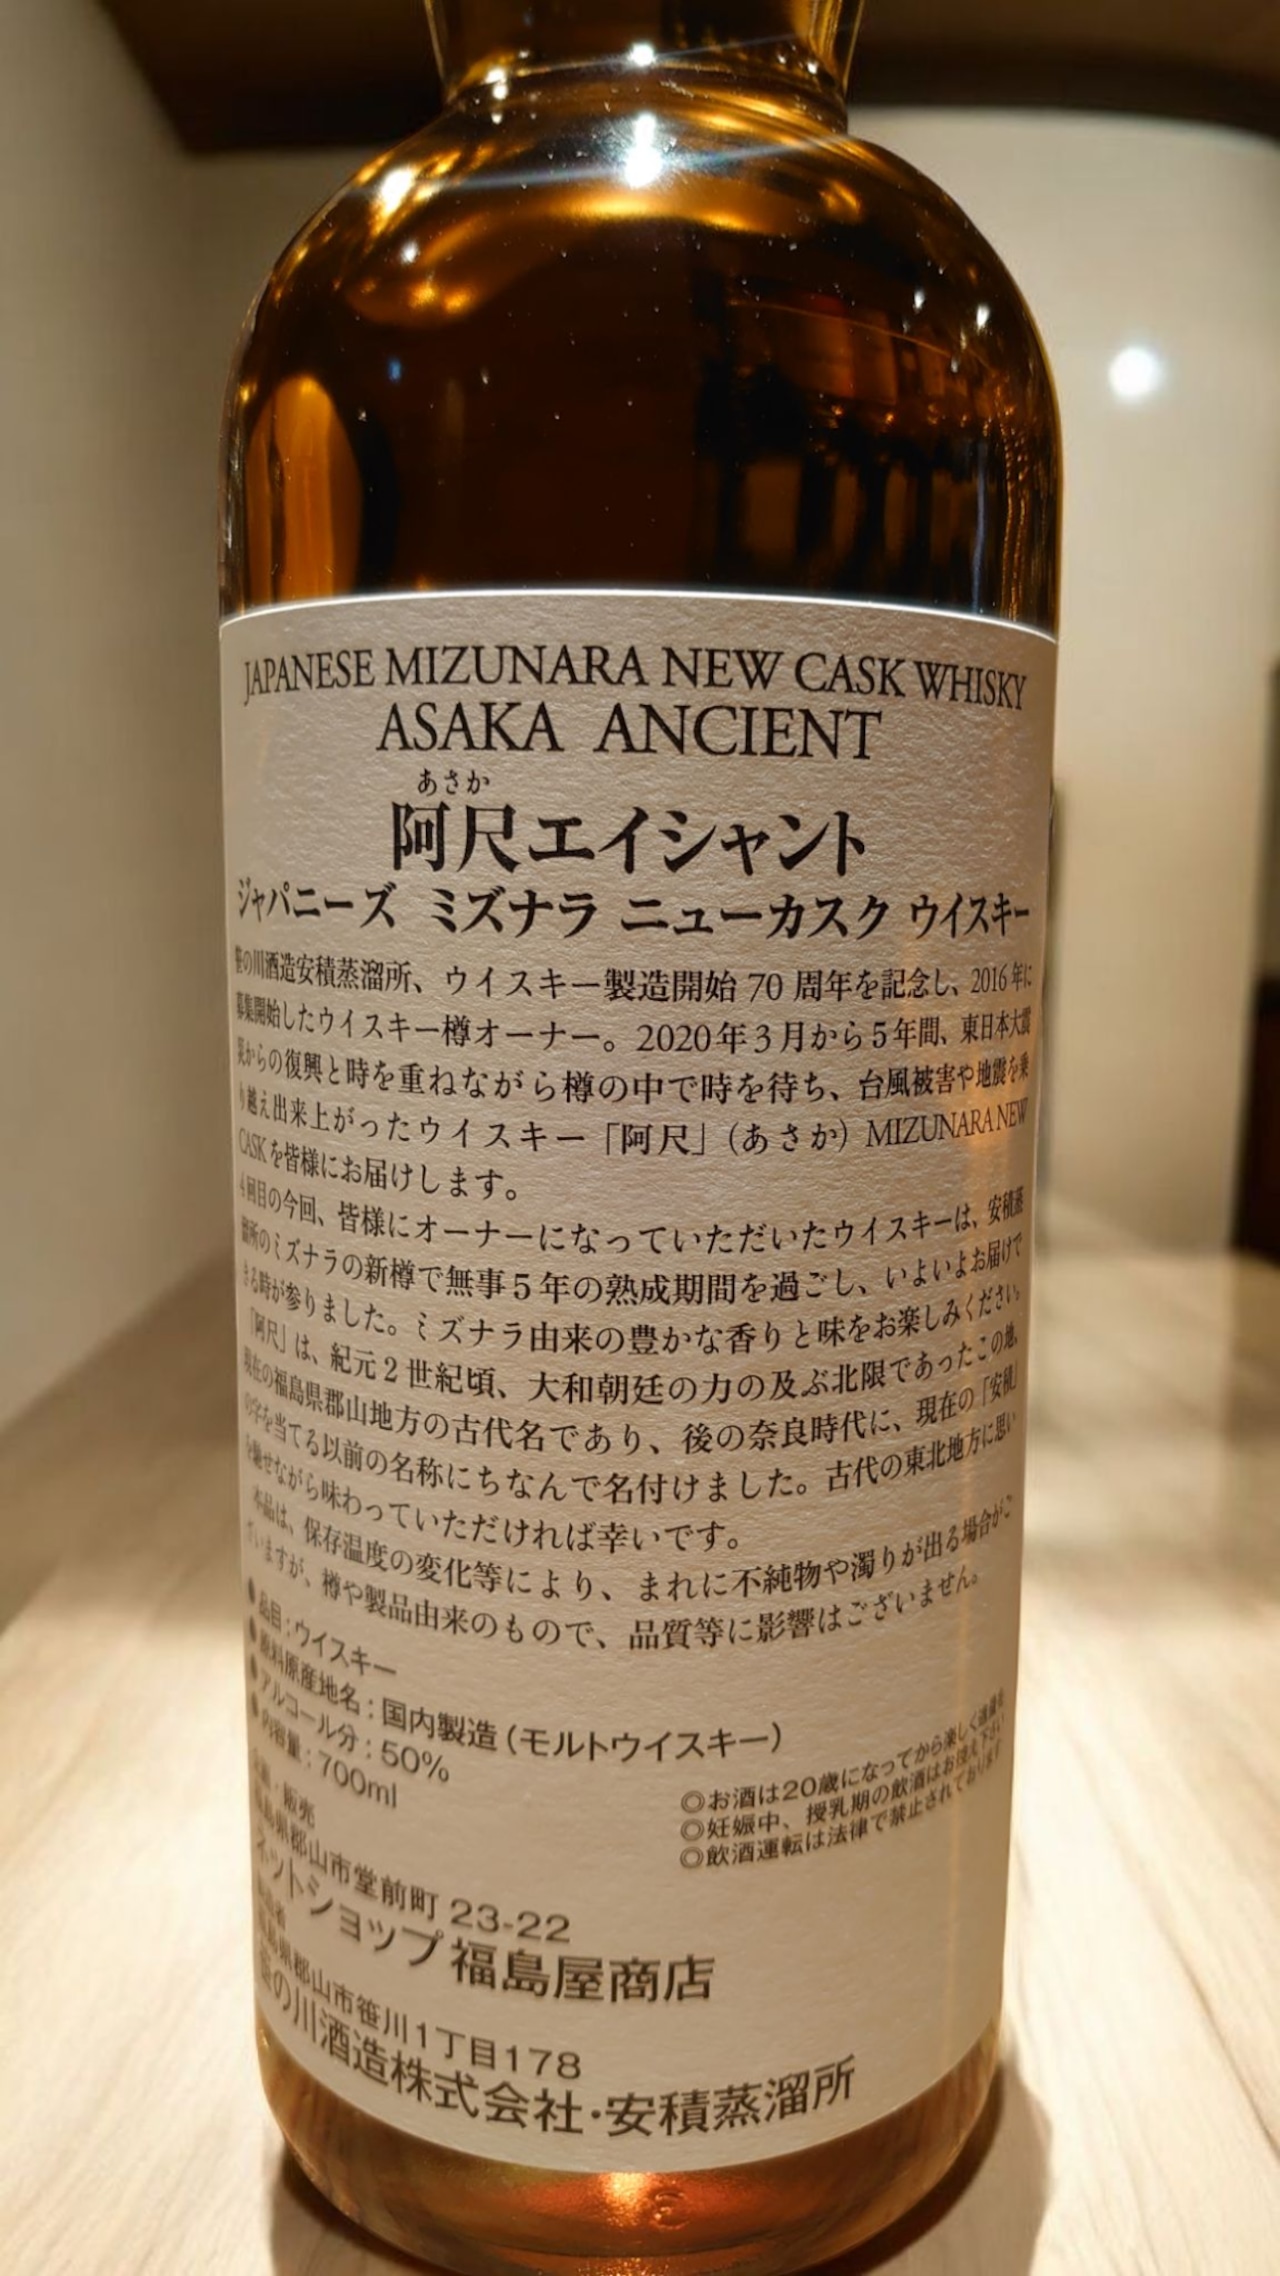 JAPANESE MIZUNARA NEW CASK WHISKY
ASAKA ANCIENT
あさか
阿尺エイシャント
ジャパニーズ ミズナラ ニューカスク ウイスキー
笹の川酒造安積蒸溜所、ウイスキー製造開始70周年を記念し、2016年に
募集開始したウイスキー樽オーナー。2020年3月から5年間、東日本大震
災からの復興と時を重ねながら樽の中で時を待ち、台風被害や地震を乗
り越え出来上がったウイスキー「阿尺」（あさか）MIZUNARA NEW
CASKを皆様にお届けします。
4回目の今回、皆様にオーナーになっていただいたウイスキーは、安積蒸
溜所のミズナラの新樽で無事5年の熟成期間を過ごし、いよいよお届けで
きる時が参りました。ミズナラ由来の豊かな香りと味をお楽しみください。
「阿尺」は、紀元2世紀頃、大和朝廷の力の及ぶ北限であったこの地、
現在の福島県郡山地方の古代名であり、後の奈良時代に、現在の「安積」
の字を当てる以前の名称にちなんで名付けました。古代の東北地方に思い
を馳せながら味わっていただければ幸いです。
本品は、保存温度の変化等により、まれに不純物や濁りが出る場合がご
ざいますが、樽や製品由来のもので、品質等に影響はございません。
●品目：ウイスキー
●原料原産地名：国内製造（モルトウイスキー）
●アルコール分：50%
●内容量：700ml
◎お酒は20歳になってから楽しく適量を
◎妊娠中、授乳期の飲酒はお控え下さい
◎飲酒運転は法律で禁止されております
販売
福島県郡山市堂前町 23-22
ネットショップ 福島屋商店
製造者
福島県郡山市笹川1丁目178
笹の川酒造株式会社・安積蒸溜所